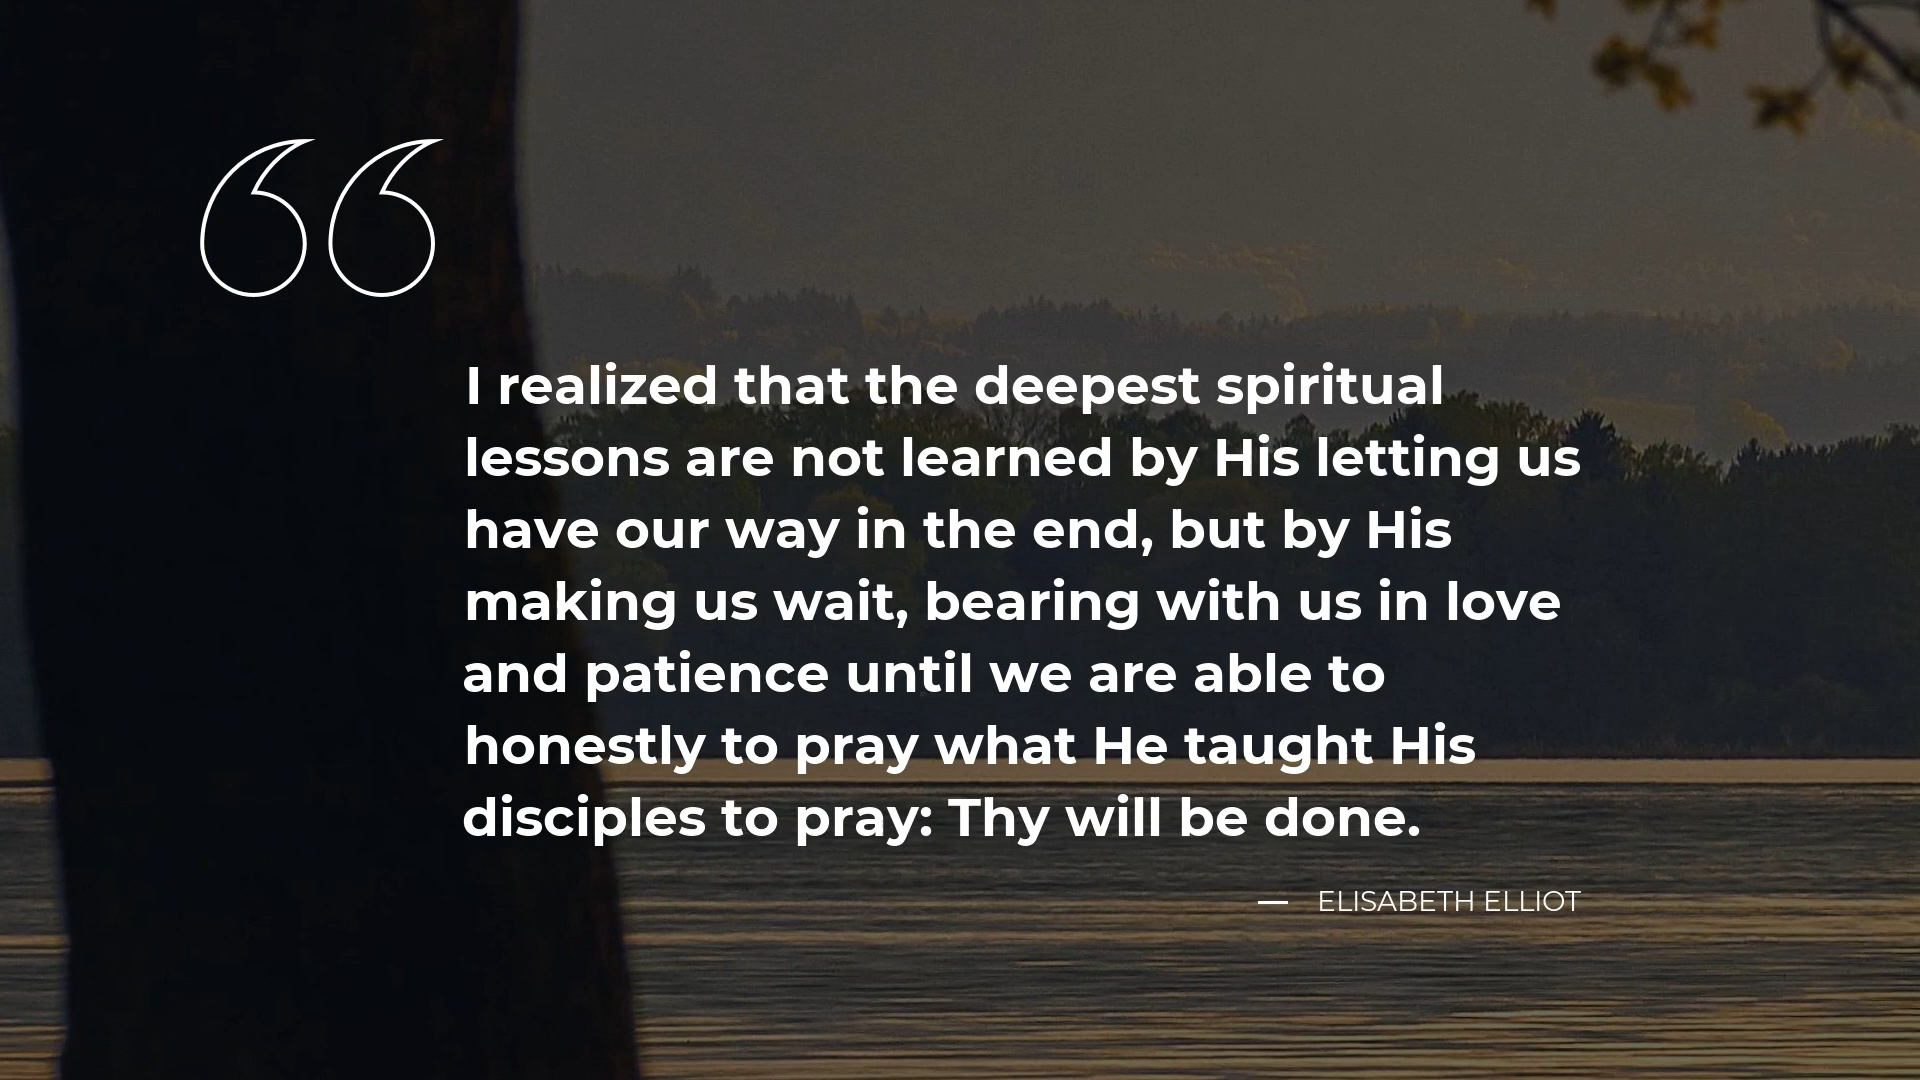 “
I realized that the deepest spiritual
lessons are not learned by His letting us
have our way in the end, but by His
making us wait, bearing with us in love
and patience until we are able to
honestly to pray what He taught His
disciples to pray: Thy will be done.
— ELISABETH ELLIOT